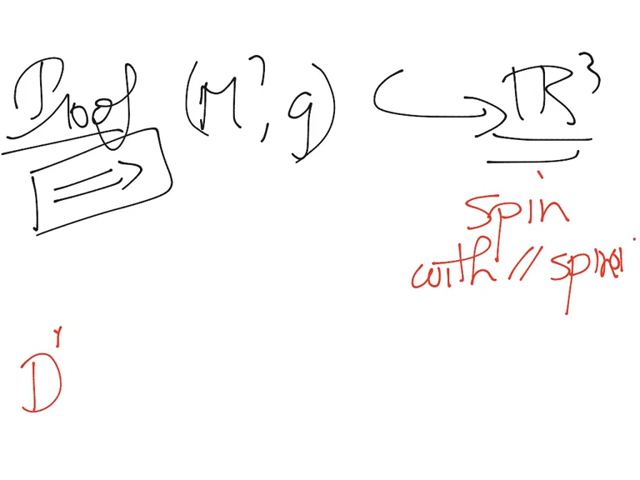 Proof (M², g) ↪ ℝ³
⟹
spin
with // spinor
D